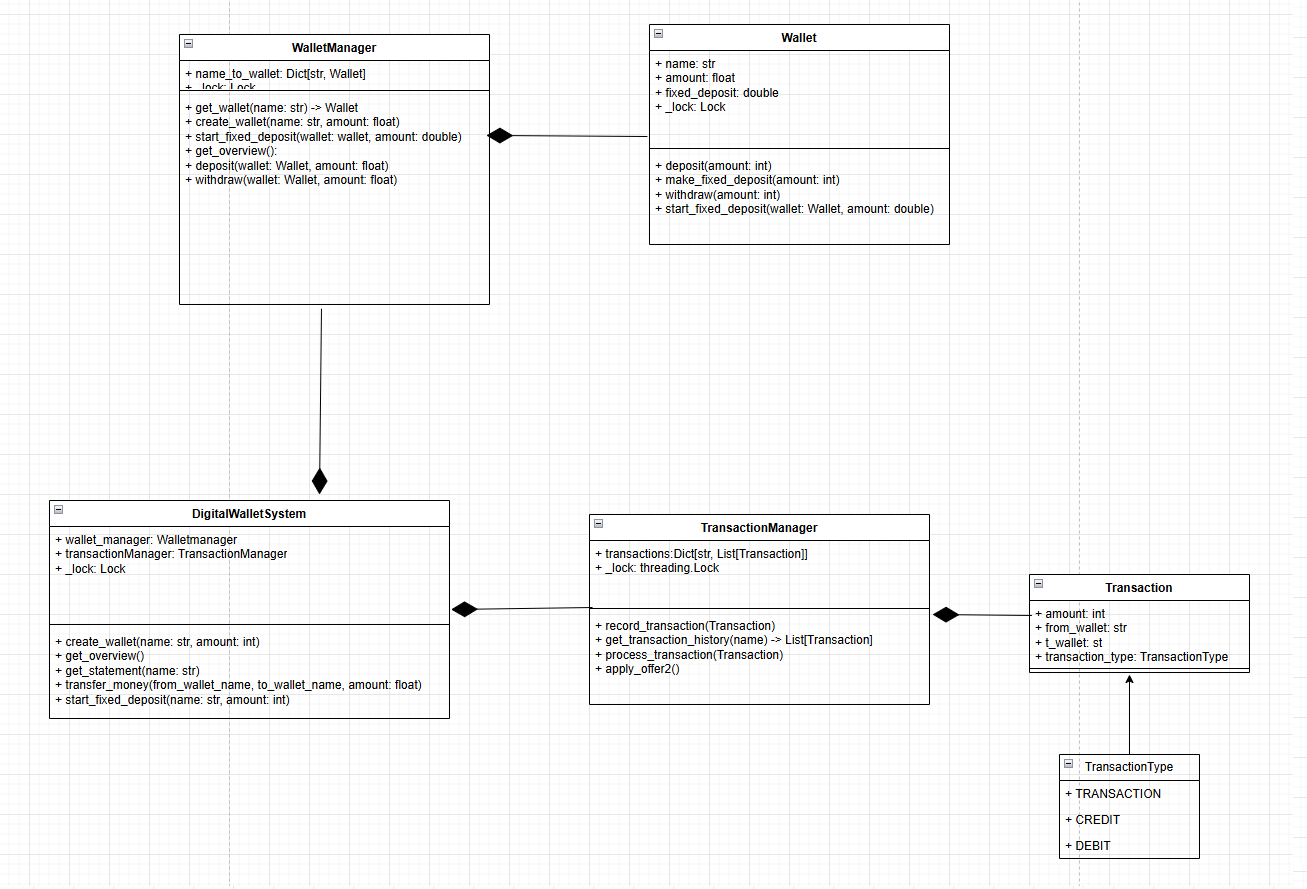 WalletManager
+ name_to_wallet: Dict[str, Wallet]
+ _lock: Lock
+ get_wallet(name: str) -> Wallet
+ create_wallet(name: str, amount: float)
+ start_fixed_deposit(wallet: wallet, amount: double)
+ get_overview():
+ deposit(wallet: Wallet, amount: float)
+ withdraw(wallet: Wallet, amount: float)
Wallet
+ name: str
+ amount: float
+ fixed_deposit: double
+ _lock: Lock
+ deposit(amount: int)
+ make_fixed_deposit(amount: int)
+ withdraw(amount: int)
+ start_fixed_deposit(wallet: Wallet, amount: double)
DigitalWalletSystem
+ wallet_manager: Walletmanager
+ transactionManager: TransactionManager
+ _lock: Lock
+ create_wallet(name: str, amount: int)
+ get_overview()
+ get_statement(name: str)
+ transfer_money(from_wallet_name, to_wallet_name, amount: float)
+ start_fixed_deposit(name: str, amount: int)
TransactionManager
+ transactions:Dict[str, List[Transaction]]
+ _lock: threading.Lock
+ record_transaction(Transaction)
+ get_transaction_history(name) -> List[Transaction]
+ process_transaction(Transaction)
+ apply_offer2()
Transaction
+ amount: int
+ from_wallet: str
+ t_wallet: st
+ transaction_type: TransactionType
TransactionType
+ TRANSACTION
+ CREDIT
+ DEBIT